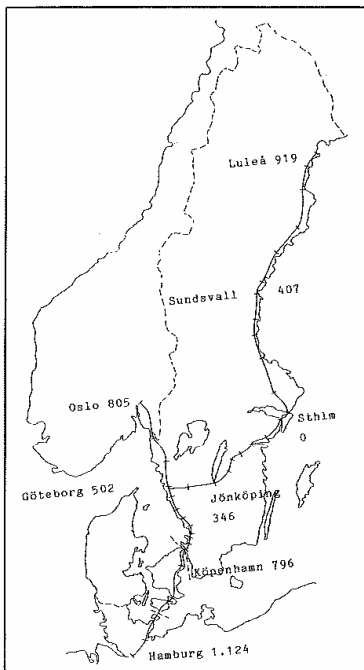 Luleå 919
407
Sundsvall
Oslo 805
Sthlm
0
Göteborg 502
Jönköping
346
Köpenhamn 796
Hamburg 1.124